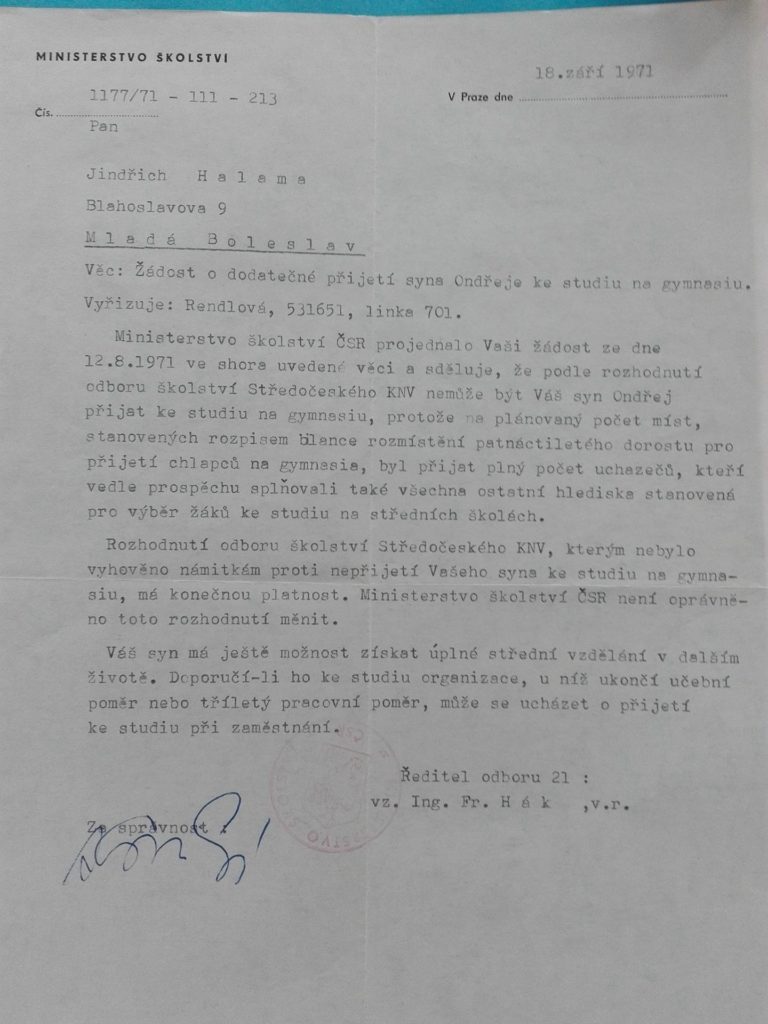 MINISTERSTVO ŠKOLSTVÍ
18.září 1971
V Praze dne
1177/71 - 111 - 213
Čís.
Pan
Jindřich H a l a m a
Blahoslavova 9
M l a d á B o l e s l a v
Věc: Žádost o dodatečné přijetí syna Ondřeje ke studiu na gymnasiu.
Vyřizuje: Rendlová, 531651, linka 701.
Ministerstvo školství ČSR projednalo Vaši žádost ze dne
12.8.1971 ve shora uvedené věci a sděluje, že podle rozhodnutí
odboru školství Středočeského KNV nemůže být Váš syn Ondřej
přijat ke studiu na gymnasiu, protože na plánovaný počet míst,
stanovených rozpisem blance rozmístění patnáctiletého dorostu pro
přijetí chlapců na gymnasia, byl přijat plný počet uchazečů, kteří
vedle prospěchu splňovali také všechna ostatní hlediska stanovená
pro výběr žáků ke studiu na středních školách.
Rozhodnutí odboru školství Středočeského KNV, kterým nebylo
vyhověno námitkám proti nepřijetí Vašeho syna ke studiu na gymna-
siu, má konečnou platnost. Ministerstvo školství ČSR není oprávně-
no toto rozhodnutí měnit.
Váš syn má ještě možnost získat úplné střední vzdělání v dalším
životě. Doporučí-li ho ke studiu organizace, u níž ukončí učební
poměr nebo tříletý pracovní poměr, může se ucházet o přijetí
ke studiu při zaměstnání.
Ředitel odboru 21 :
vz. Ing. Fr. H á k ,v.r.
Za správnost :